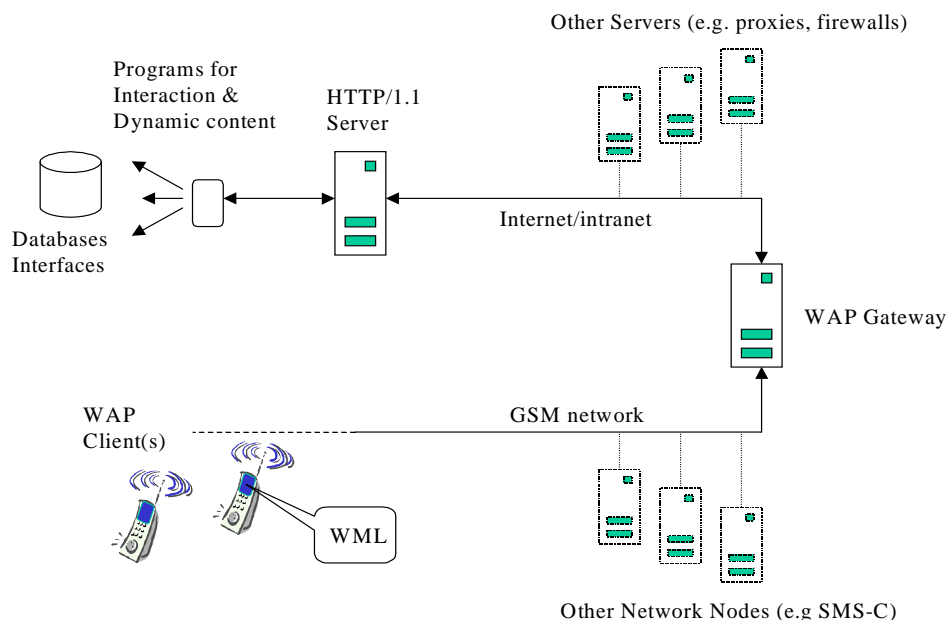 Other Servers (e.g. proxies, firewalls)
Programs for
Interaction &
Dynamic content
HTTP/1.1
Server
Internet/intranet
Databases
Interfaces
WAP Gateway
GSM network
WAP
Client(s)
WML
Other Network Nodes (e.g SMS-C)